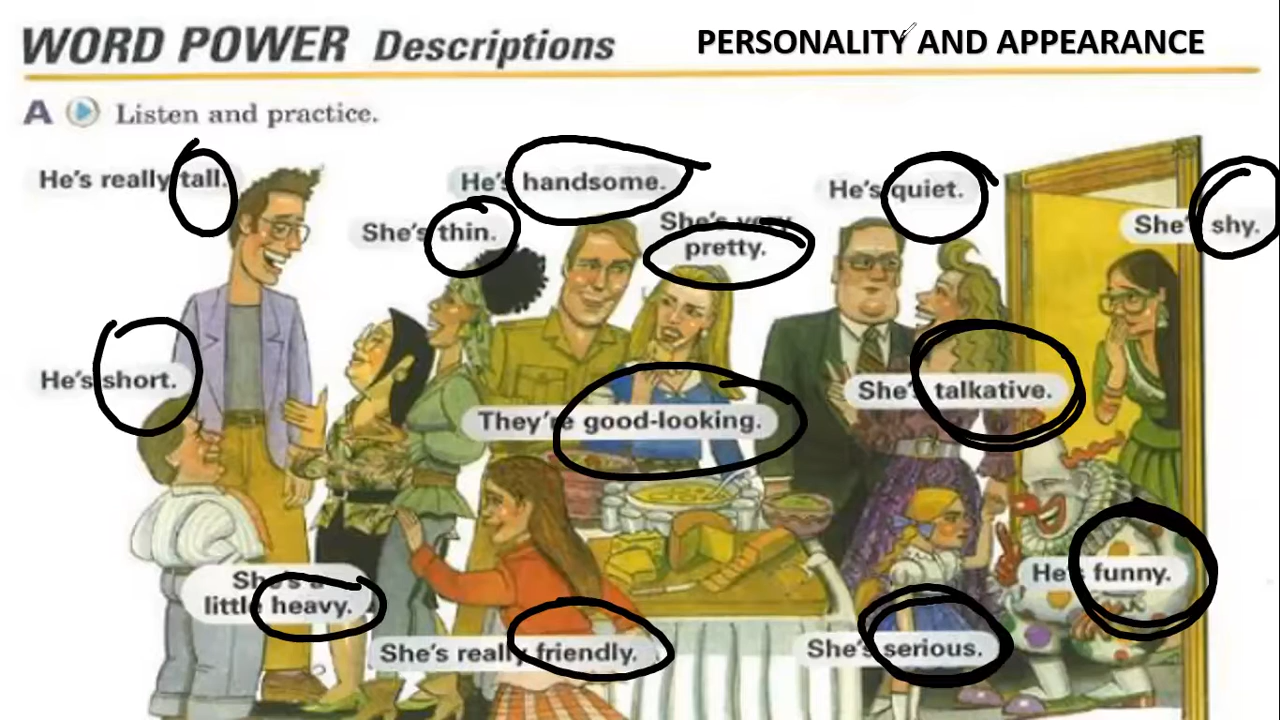 WORD POWER Descriptions
PERSONALITY AND APPEARANCE
A Listen and practice.
He's really tall.
He's handsome.
He's quiet.
She's thin.
She's very
pretty.
She's shy.
He's short.
They're good-looking.
She's talkative.
She's a
little heavy.
He's funny.
She's really friendly.
She's serious.